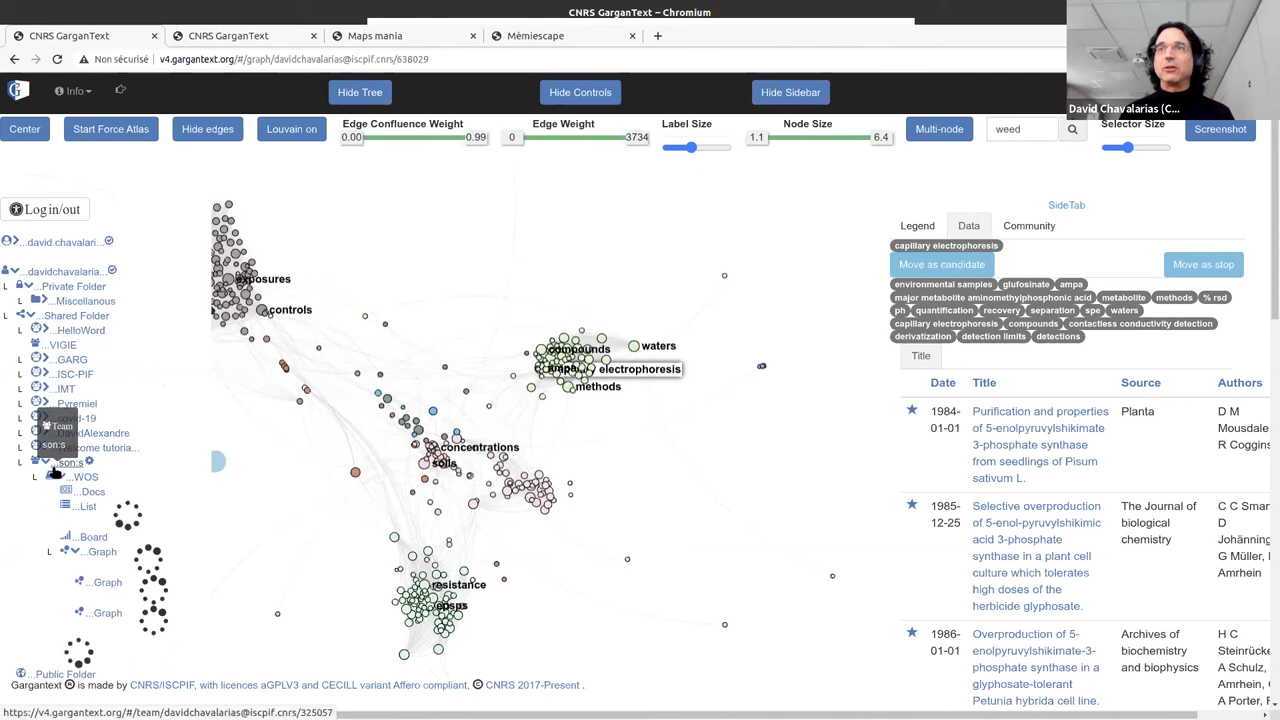 CNRS GarganText – Chromium
CNRS GarganText
CNRS GarganText
Maps mania
Mèmiescape
Non sécurisé
v4.gargantext.org/#/graph/davidchavalarias@iscpif.cnrs/638029
David Chavalarias (C...
Info
Hide Tree
Hide Controls
Hide Sidebar
Center
Start Force Atlas
Hide edges
Louvain on
Edge Confluence Weight
0.00
0.99
Edge Weight
0
3734
Label Size
Node Size
1.1
6.4
Multi-node
weed
Selector Size
Screenshot
Log in/out
...david.chavalari...
...davidchavalaria...
L ...Private Folder
L ...Miscellanous
L ...Shared Folder
L ...HelloWord
...VIGIE
L ...GARG
L ...ISC-PIF
L ...IMT
L ...Pyremiel
L ...covid-19
L ...DavidAlexandre
L ...Welcome tutoria...
L ...son:s
Team
son:s
L ...WOS
...Docs
...List
...Board
L ...Graph
...Graph
...Graph
...Public Folder
exposures
controls
compounds
waters
electrophoresis
methods
concentrations
soils
resistance
epsps
SideTab
Legend
Data
Community
capillary electrophoresis
Move as candidate
Move as stop
environmental samples glufosinate ampa
major metabolite aminomethylphosphonic acid metabolite methods % rsd
ph quantification recovery separation spe waters
capillary electrophoresis compounds contactless conductivity detection
derivatization detection limits detections
Title
Date Title Source Authors
1984-01-01
Purification and properties
of 5-enolpyruvylshikimate
3-phosphate synthase
from seedlings of Pisum
sativum L.
Planta
D M
Mousdale
R Coggins
1985-12-25
Selective overproduction
of 5-enol-pyruvylshikimic
acid 3-phosphate
synthase in a plant cell
culture which tolerates
high doses of the
herbicide glyphosate.
The Journal of
biological
chemistry
C C Smar
D
Johänning
G Müller,
Amrhein
1986-01-01
Overproduction of 5-
enolpyruvylshikimate-3-
phosphate synthase in a
glyphosate-tolerant
Petunia hybrida cell line.
Archives of
biochemistry
and biophysics
H C
Steinrücke
A Schulz,
Amrhein,
A Porter, F
Gargantext is made by CNRS/ISCPIF, with licences aGPLV3 and CECILL variant Affero compliant, © CNRS 2017-Present .
https://v4.gargantext.org/#/team/davidchavalarias@iscpif.cnrs/325057